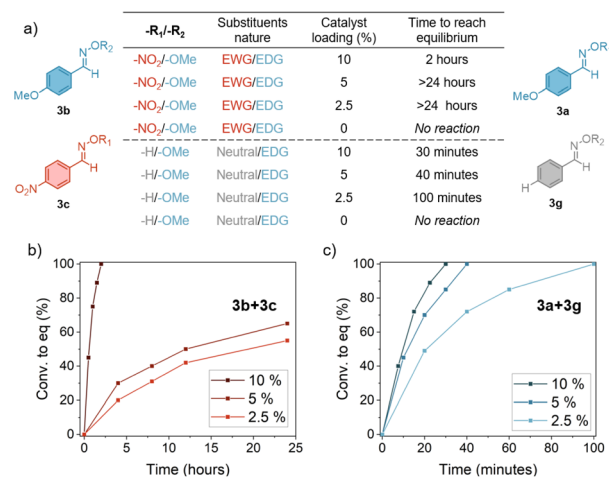 a)
-R₁/-R₂ Substituents nature Catalyst loading (%) Time to reach equilibrium
-NO₂/-OMe EWG/EDG 10 2 hours
-NO₂/-OMe EWG/EDG 5 >24 hours
-NO₂/-OMe EWG/EDG 2.5 >24 hours
-NO₂/-OMe EWG/EDG 0 No reaction
-H/-OMe Neutral/EDG 10 30 minutes
-H/-OMe Neutral/EDG 5 40 minutes
-H/-OMe Neutral/EDG 2.5 100 minutes
-H/-OMe Neutral/EDG 0 No reaction
N OR₂
H
MeO
3b
N OR₁
H
NO₂
3c
N OR₁
H
MeO
3a
N OR₂
H
H
3g
b)
3b+3c
Conv. to eq (%)
100
80
60
40
20
0
0 5 10 15 20 25
Time (hours)
10 %
5 %
2.5 %
c)
3a+3g
Conv. to eq (%)
100
80
60
40
20
0
0 20 40 60 80 100
Time (minutes)
10 %
5 %
2.5 %